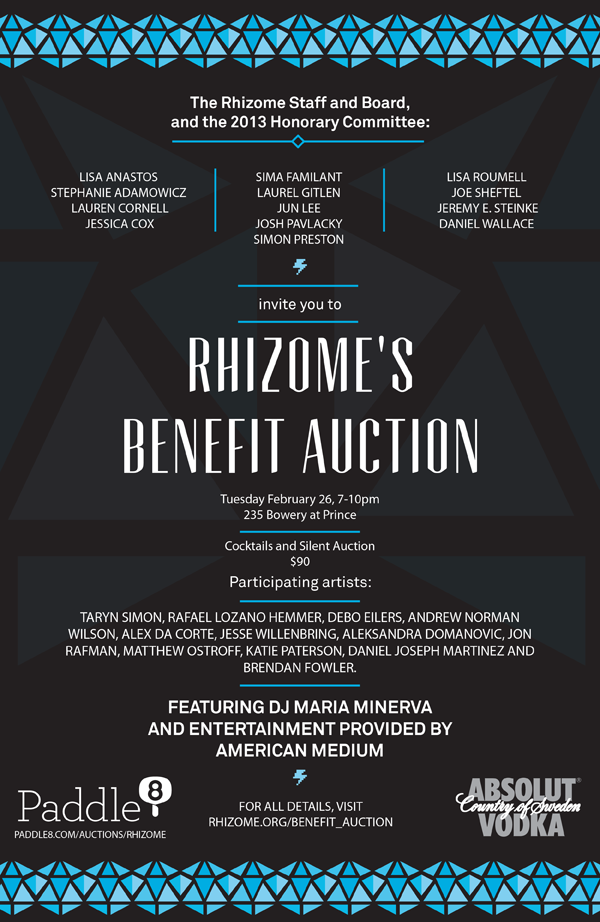 The Rhizome Staff and Board,
and the 2013 Honorary Committee:
LISA ANASTOS
STEPHANIE ADAMOWICZ
LAUREN CORNELL
JESSICA COX
SIMA FAMILANT
LAUREL GITLEN
JUN LEE
JOSH PAVLACKY
SIMON PRESTON
LISA ROUMELL
JOE SHEFTEL
JEREMY E. STEINKE
DANIEL WALLACE
invite you to
RHIZOME'S
BENEFIT AUCTION
Tuesday February 26, 7-10pm
235 Bowery at Prince
Cocktails and Silent Auction
$90
Participating artists:
TARYN SIMON, RAFAEL LOZANO HEMMER, DEBO EILERS, ANDREW NORMAN
WILSON, ALEX DA CORTE, JESSE WILLENBRING, ALEKSANDRA DOMANOVIC, JON
RAFMAN, MATTHEW OSTROFF, KATIE PATERSON, DANIEL JOSEPH MARTINEZ AND
BRENDAN FOWLER.
FEATURING DJ MARIA MINERVA
AND ENTERTAINMENT PROVIDED BY
AMERICAN MEDIUM
Paddle8
PADDLE8.COM/AUCTIONS/RHIZOME
FOR ALL DETAILS, VISIT
RHIZOME.ORG/BENEFIT_AUCTION
ABSOLUT®
Country of Sweden
VODKA